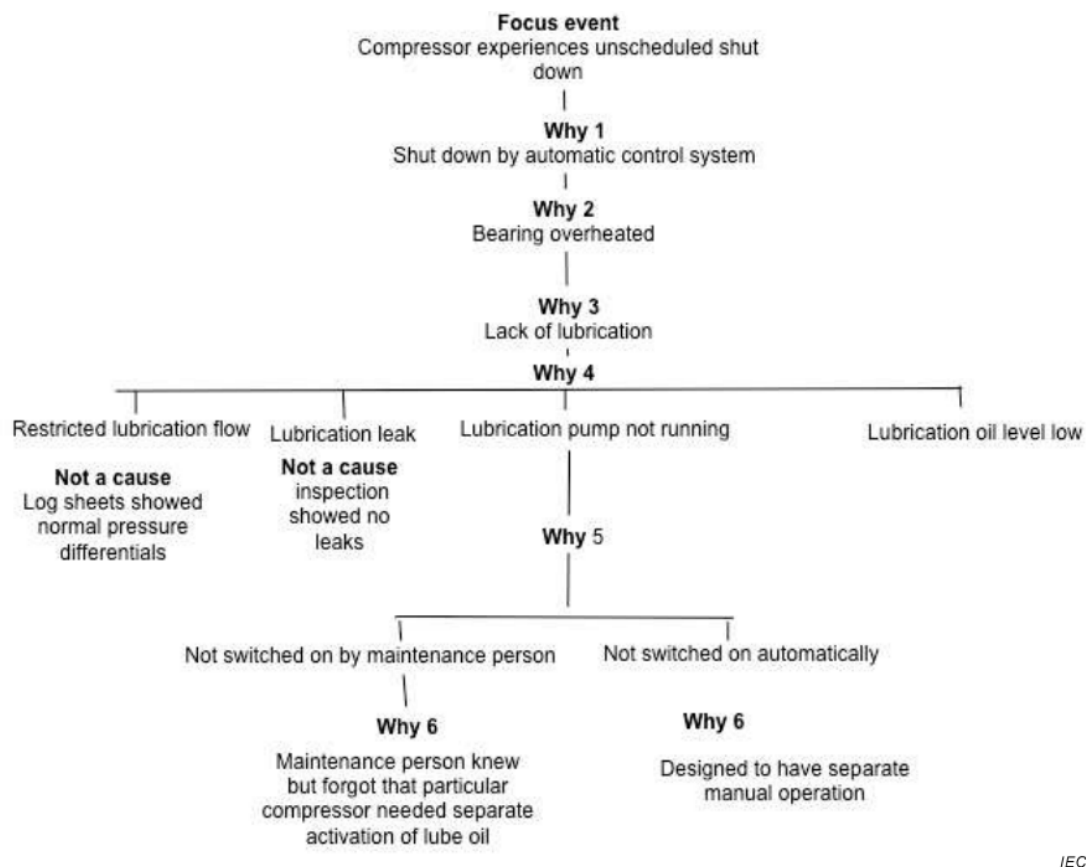 Focus event
Compressor experiences unscheduled shut
down
Why 1
Shut down by automatic control system
Why 2
Bearing overheated
Why 3
Lack of lubrication
Why 4
Restricted lubrication flow
Not a cause
Log sheets showed
normal pressure
differentials
Lubrication leak
Not a cause
inspection
showed no
leaks
Lubrication pump not running
Lubrication oil level low
Why 5
Not switched on by maintenance person
Why 6
Maintenance person knew
but forgot that particular
compressor needed separate
activation of lube oil
Not switched on automatically
Why 6
Designed to have separate
manual operation
IEC